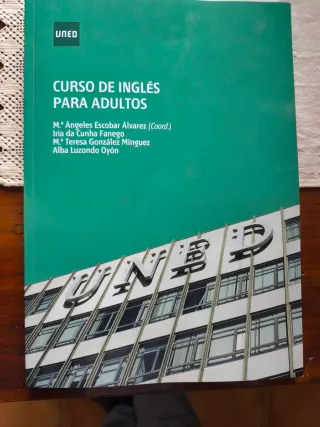 UNED
CURSO DE INGLÉS
PARA ADULTOS
M.ª Ángeles Escobar Álvarez (Coord.)
Iria da Cunha Fanego
M.ª Teresa González Mínguez
Alba Luzondo Oyón
UNED